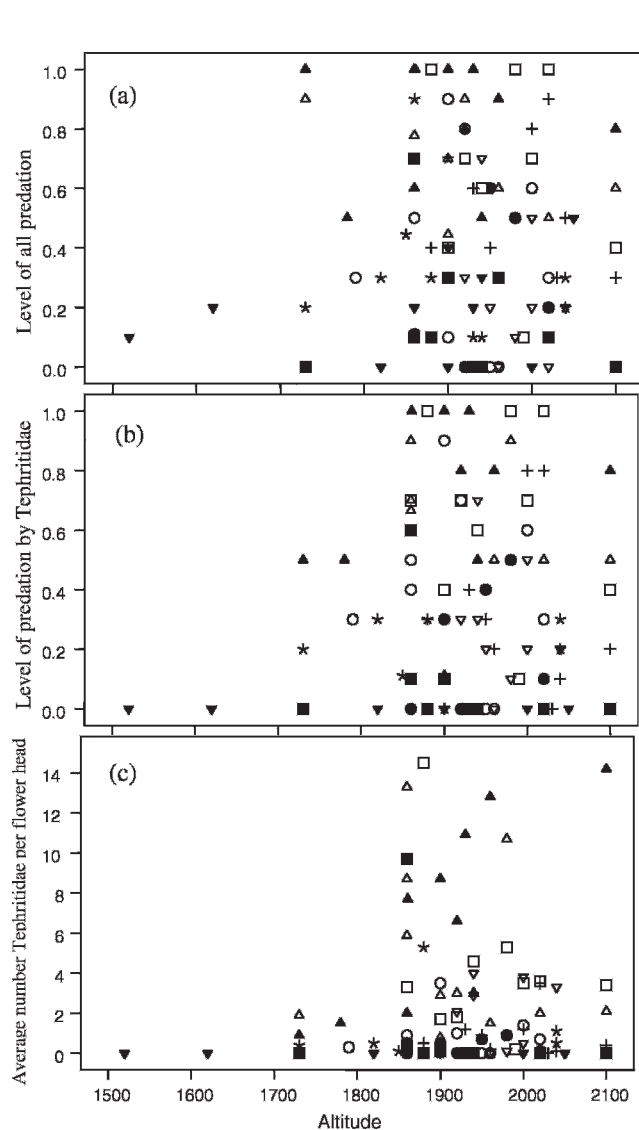 (a)
Level of all predation
1.0
0.8
0.6
0.4
0.2
0.0
(b)
Level of predation by Tephritidae
1.0
0.8
0.6
0.4
0.2
0.0
(c)
Average number Tephritidae per flower head
14
12
10
8
6
4
2
0
1500 1600 1700 1800 1900 2000 2100
Altitude